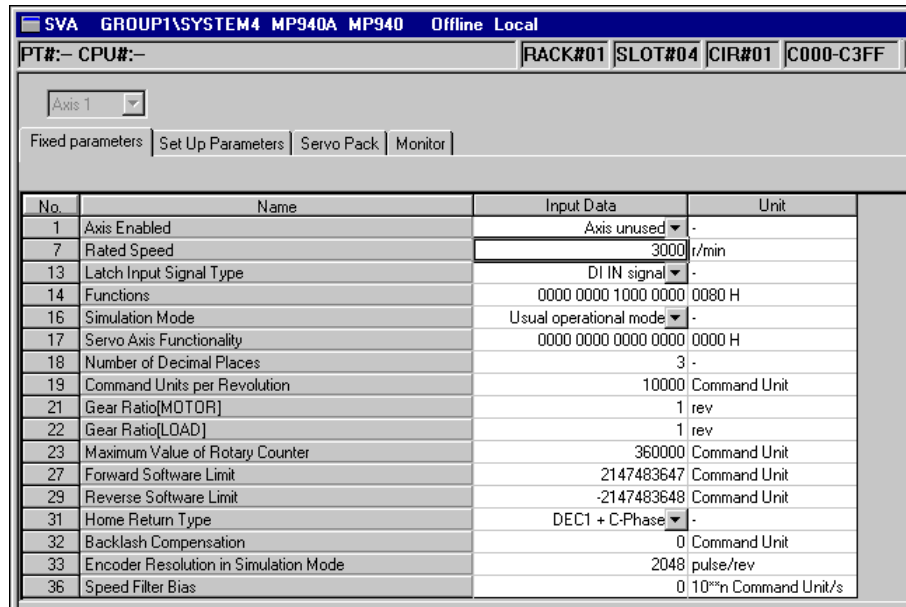 SVA GROUP1\SYSTEM4 MP940A MP940 Offline Local
PT#:– CPU#:– RACK#01 SLOT#04 CIR#01 C000-C3FF
Axis 1
Fixed parameters Set Up Parameters Servo Pack Monitor
No. Name Input Data Unit
1 Axis Enabled Axis unused -
7 Rated Speed 3000 r/min
13 Latch Input Signal Type DI IN signal -
14 Functions 0000 0000 1000 0000 0080 H
16 Simulation Mode Usual operational mode -
17 Servo Axis Functionality 0000 0000 0000 0000 0000 H
18 Number of Decimal Places 3 -
19 Command Units per Revolution 10000 Command Unit
21 Gear Ratio[MOTOR] 1 rev
22 Gear Ratio[LOAD] 1 rev
23 Maximum Value of Rotary Counter 360000 Command Unit
27 Forward Software Limit 2147483647 Command Unit
29 Reverse Software Limit -2147483648 Command Unit
31 Home Return Type DEC1 + C-Phase -
32 Backlash Compensation 0 Command Unit
33 Encoder Resolution in Simulation Mode 2048 pulse/rev
36 Speed Filter Bias 0 10**n Command Unit/s